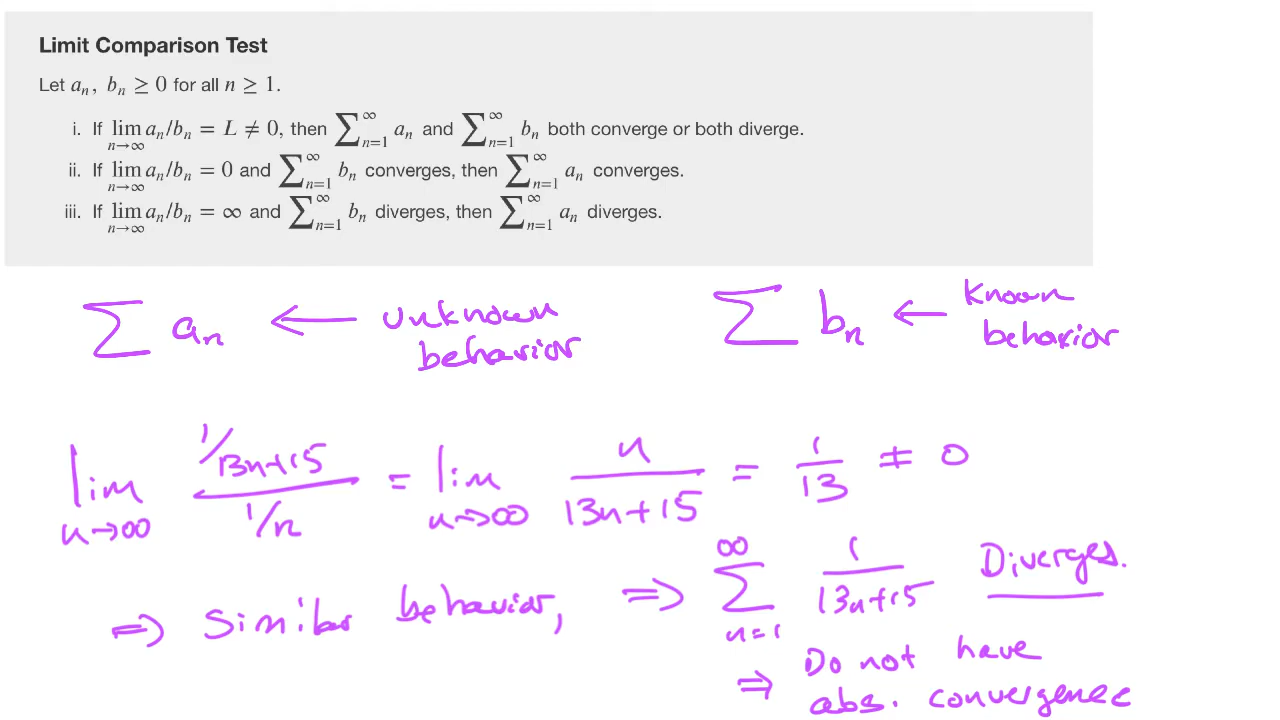 Limit Comparison Test
Let aₙ, bₙ ≥ 0 for all n ≥ 1.
i. If lim_{n→∞} aₙ/bₙ = L ≠ 0, then ∑_{n=1}^{∞} aₙ and ∑_{n=1}^{∞} bₙ both converge or both diverge.
ii. If lim_{n→∞} aₙ/bₙ = 0 and ∑_{n=1}^{∞} bₙ converges, then ∑_{n=1}^{∞} aₙ converges.
iii. If lim_{n→∞} aₙ/bₙ = ∞ and ∑_{n=1}^{∞} bₙ diverges, then ∑_{n=1}^{∞} aₙ diverges.
∑ aₙ ← unknown behavior
∑ bₙ ← known behavior
lim_{n→∞} (1/13n+15)/(1/n) = lim_{n→∞} n/(13n+15) = 1/13 ≠ 0
⇒ Similar behavior, ⇒ ∑_{n=1}^{∞} 1/(13n+15) Diverges.
⇒ Do not have
abs. convergence